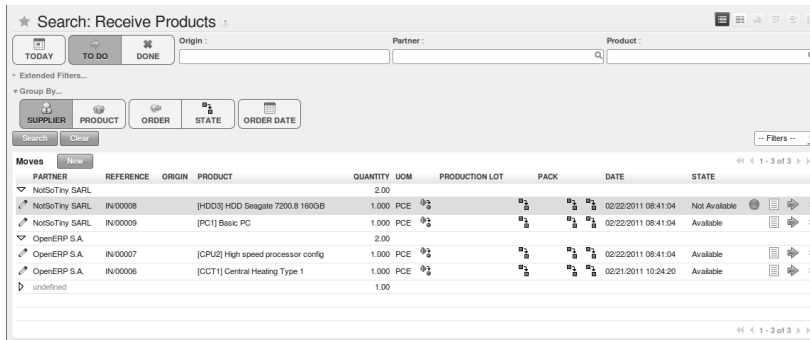 Search: Receive Products ?
TODAY TO DO DONE Origin : Partner : Product :
> Extended Filters...
▾ Group By...
SUPPLIER PRODUCT ORDER STATE ORDER DATE
Search Clear -- Filters --
Moves New 1 - 3 of 3
PARTNER REFERENCE ORIGIN PRODUCT QUANTITY UOM PRODUCTION LOT PACK DATE STATE
NotSoTiny SARL 2.00
NotSoTiny SARL IN/00008 [HDD3] HDD Seagate 7200.8 160GB 1.000 PCE 02/22/2011 08:41:04 Not Available
NotSoTiny SARL IN/00009 [PC1] Basic PC 1.000 PCE 02/22/2011 08:41:04 Available
OpenERP S.A. 2.00
OpenERP S.A. IN/00007 [CPU2] High speed processor config 1.000 PCE 02/22/2011 08:41:04 Available
OpenERP S.A. IN/00006 [CCT1] Central Heating Type 1 1.000 PCE 02/21/2011 10:24:20 Available
undefined 1.00
1 - 3 of 3